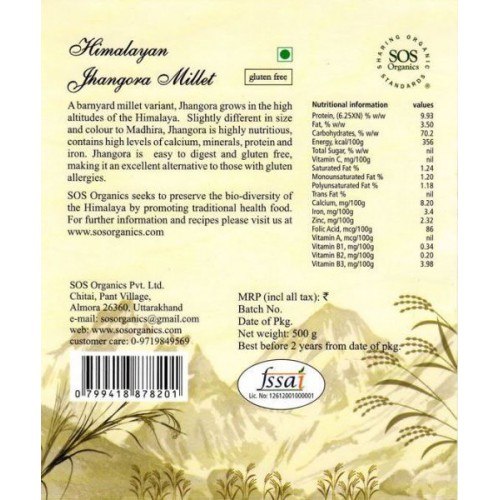 Himalayan
Jhangora Millet
gluten free
SHARING ORGANIC STANDARDS
SOS
Organics
A barnyard millet variant, Jhangora grows in the high
altitudes of the Himalaya. Slightly different in size
and colour to Madhira, Jhangora is highly nutritious,
contains high levels of calcium, minerals, protein and
iron. Jhangora is easy to digest and gluten free,
making it an excellent alternative to those with gluten
allergies.
SOS Organics seeks to preserve the bio-diversity of
the Himalaya by promoting traditional health food.
For further information and recipes please visit us at
www.sosorganics.com
Nutritional information values
Protein, (6.25XN) % w/w 9.93
Fat, % w/w 3.50
Carbohydrates, % w/w 70.2
Energy, kcal/100g 356
Total Sugar, % w/w nil
Vitamin C, mg/100g nil
Saturated Fat % 1.24
Monounsaturated Fat % 1.20
Polyunsaturated Fat % 1.18
Trans Fat % nil
Calcium, mg/100g 8.20
Iron, mg/100g 3.4
Zinc, mg/100g 2.32
Folic Acid, mcg/100g 86
Vitamin A, mcg/100g nil
Vitamin B1, mg/100g 0.34
Vitamin B2, mg/100g 0.20
Vitamin B3, mg/100g 3.98
SOS Organics Pvt. Ltd.
Chitai, Pant Village,
Almora 26360, Uttarakhand
e-mail: sosorganics@gmail.com
web: www.sosorganics.com
customer care: 0-9719849569
MRP (incl all tax): ₹
Batch No.
Date of Pkg.
Net weight: 500 g
Best before 2 years from date of pkg.
0 799418 878201
fssai
Lic. No: 12612001000001